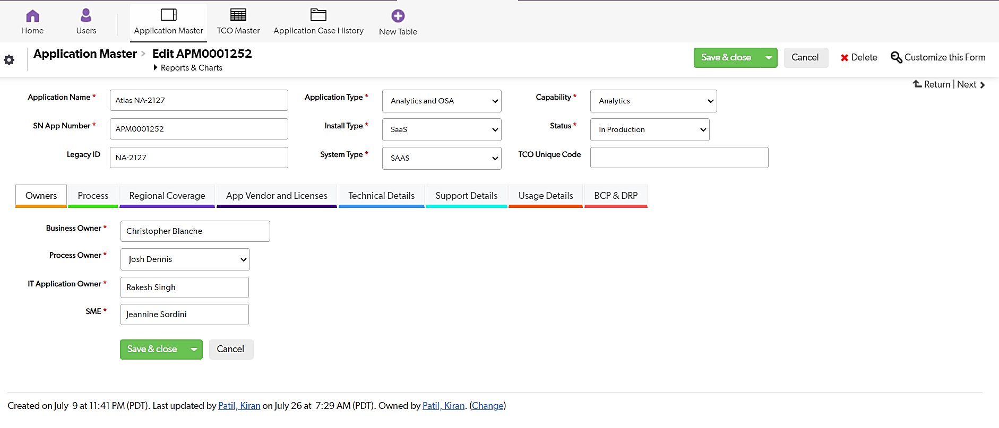 Home Users Application Master TCO Master Application Case History New Table
Application Master > Edit APM0001252
Reports & Charts
Save & close Cancel Delete Customize this Form
Return | Next
Application Name * Atlas NA-2127 Application Type * Analytics and OSA Capability * Analytics
SN App Number * APM0001252 Install Type * SaaS Status * In Production
Legacy ID NA-2127 System Type * SAAS TCO Unique Code
Owners Process Regional Coverage App Vendor and Licenses Technical Details Support Details Usage Details BCP & DRP
Business Owner * Christopher Blanche
Process Owner * Josh Dennis
IT Application Owner * Rakesh Singh
SME * Jeannine Sordini
Save & close Cancel
Created on July 9 at 11:41 PM (PDT). Last updated by Patil, Kiran on July 26 at 7:29 AM (PDT). Owned by Patil, Kiran. (Change)